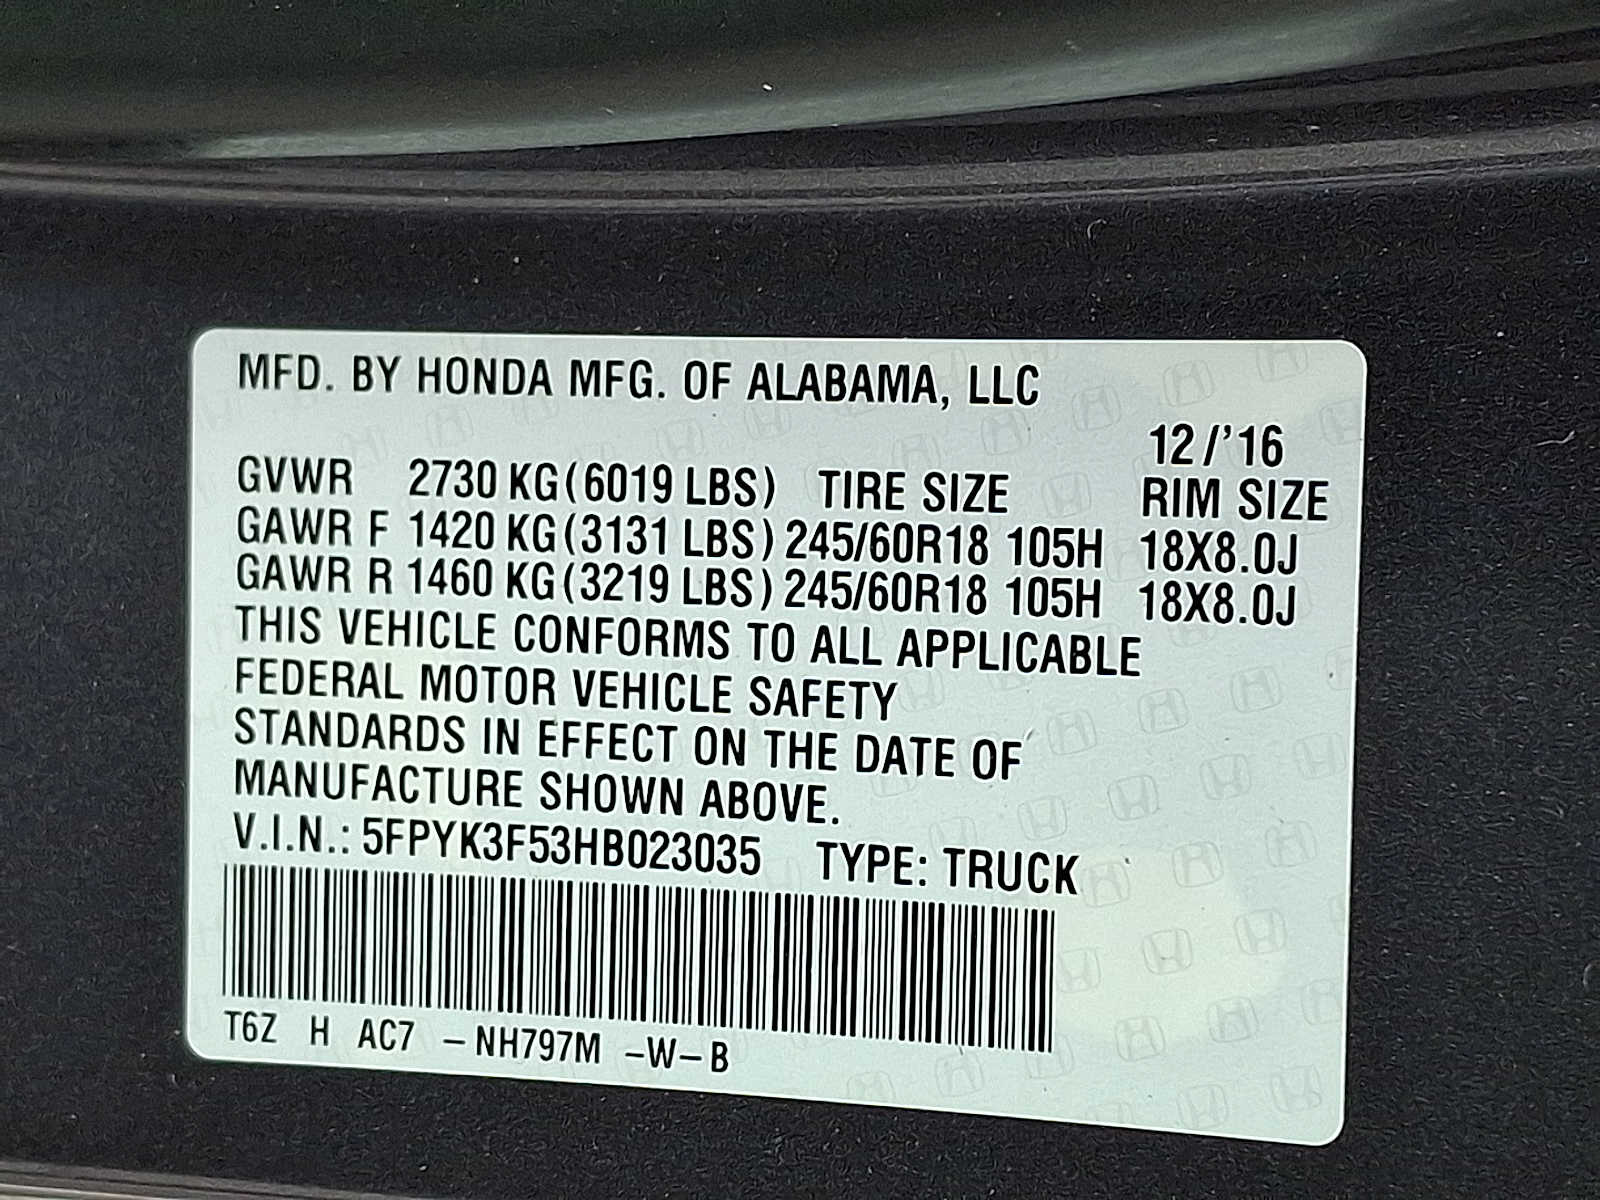 MFD. BY HONDA MFG. OF ALABAMA, LLC
12/'16
GVWR 2730 KG (6019 LBS) TIRE SIZE RIM SIZE
GAWR F 1420 KG (3131 LBS) 245/60R18 105H 18X8.0J
GAWR R 1460 KG (3219 LBS) 245/60R18 105H 18X8.0J
THIS VEHICLE CONFORMS TO ALL APPLICABLE
FEDERAL MOTOR VEHICLE SAFETY
STANDARDS IN EFFECT ON THE DATE OF
MANUFACTURE SHOWN ABOVE.
V.I.N.: 5FPYK3F53HB023035 TYPE: TRUCK
T6Z H AC7 -NH797M -W-B